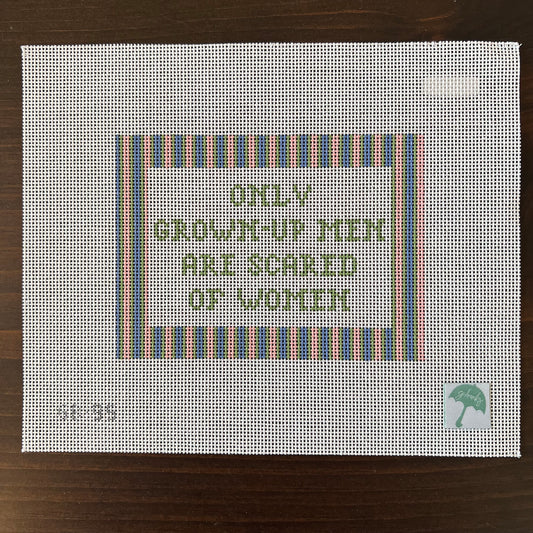 ONLY
GROWN-UP MEN
ARE SCARED
OF WOMEN